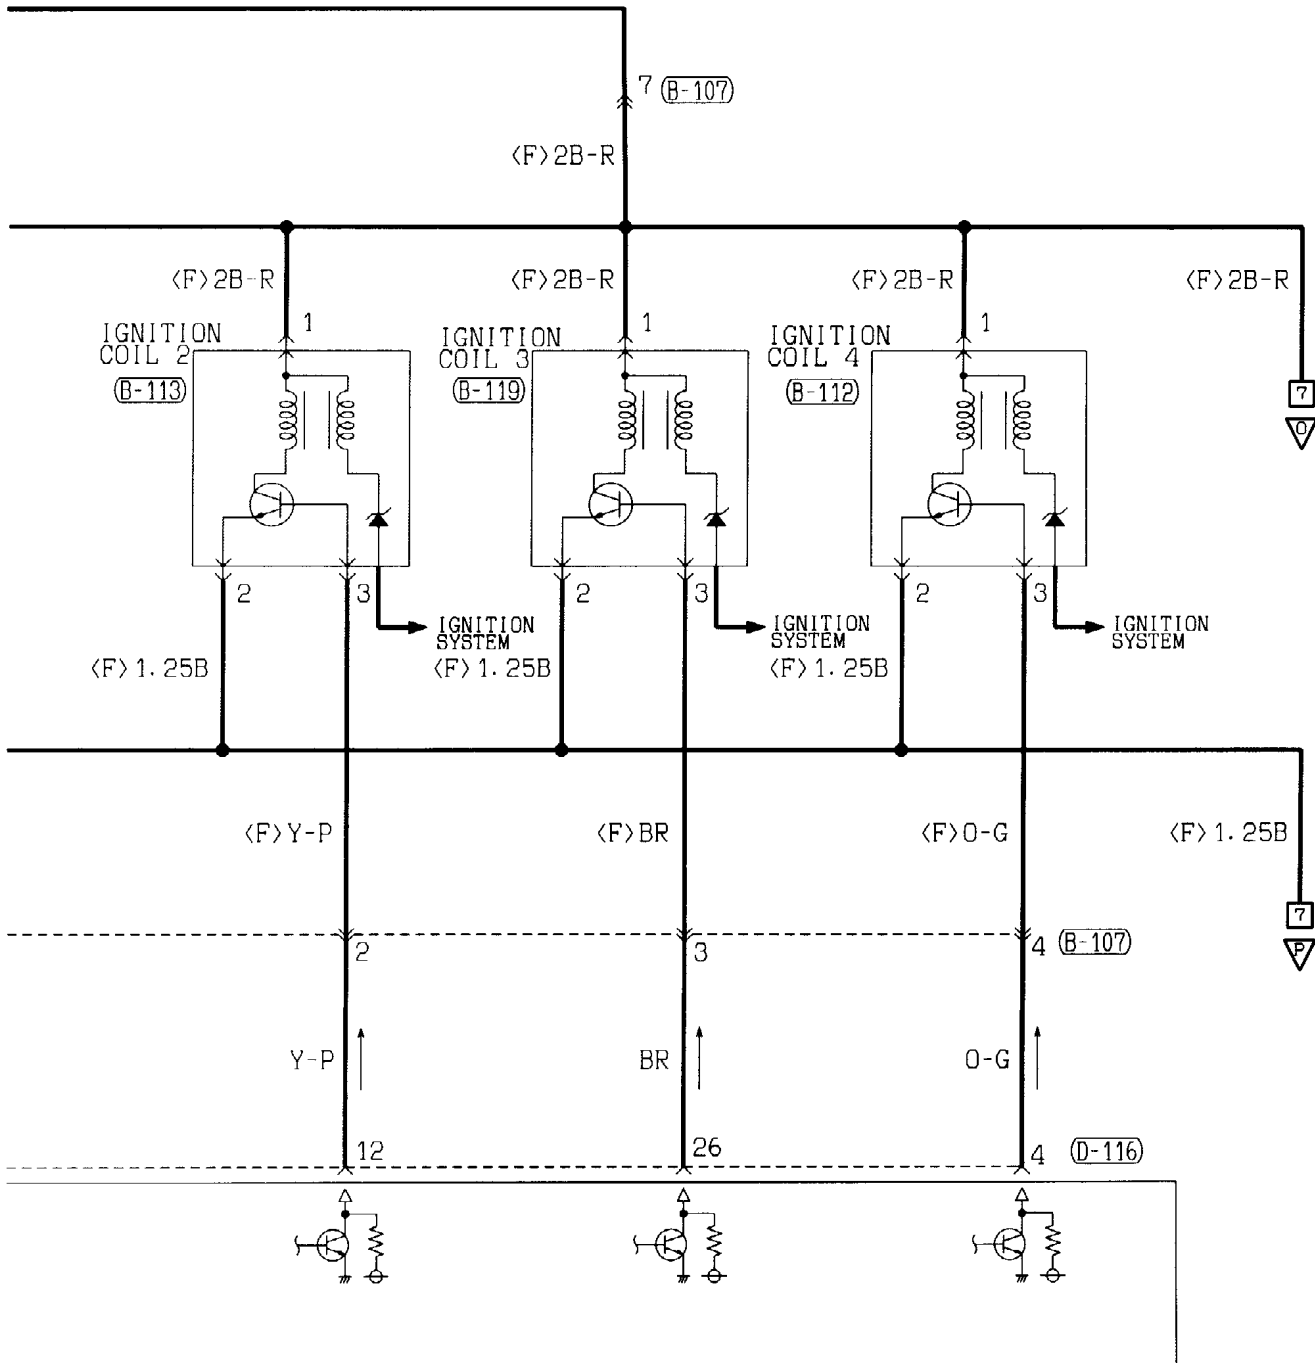 7 (B-107)
<F>2B-R
<F>2B-R <F>2B-R <F>2B-R <F>2B-R
1 1 1
IGNITION
COIL 2
B-113
IGNITION
COIL 3
B-119
IGNITION
COIL 4
B-112
7
O
2 3 2 3 2 3
IGNITION
SYSTEM
IGNITION
SYSTEM
IGNITION
SYSTEM
<F>1.25B <F>1.25B <F>1.25B
<F>Y-P <F>BR <F>O-G <F>1.25B
7
P
2 3 4 B-107
Y-P BR O-G
12 26 4 D-116